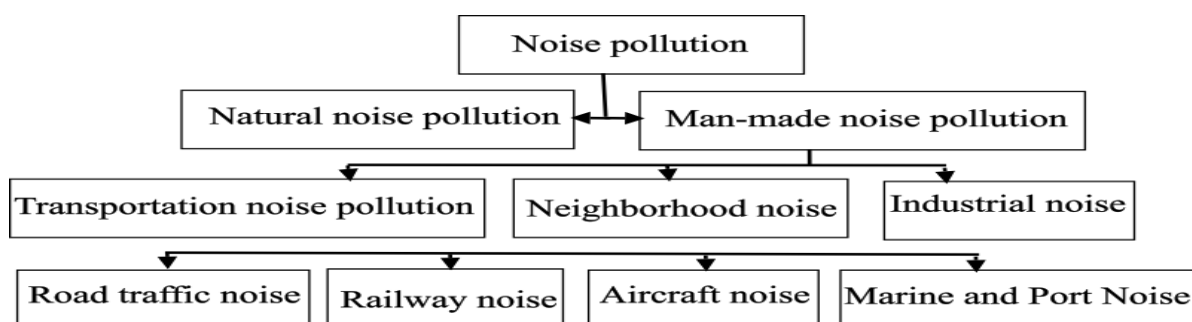 Noise pollution
Natural noise pollution
Man-made noise pollution
Transportation noise pollution
Neighborhood noise
Industrial noise
Road traffic noise
Railway noise
Aircraft noise
Marine and Port Noise